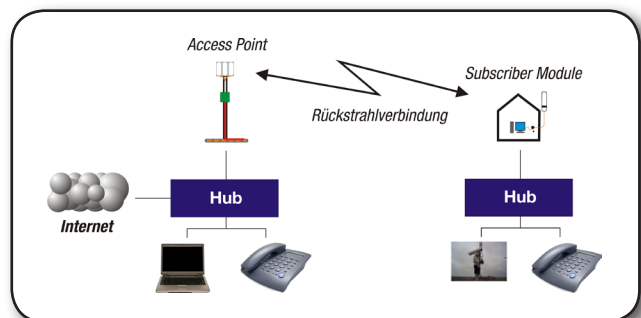 Access Point
Subscriber Module
Rückstrahlverbindung
Hub
Hub
Internet